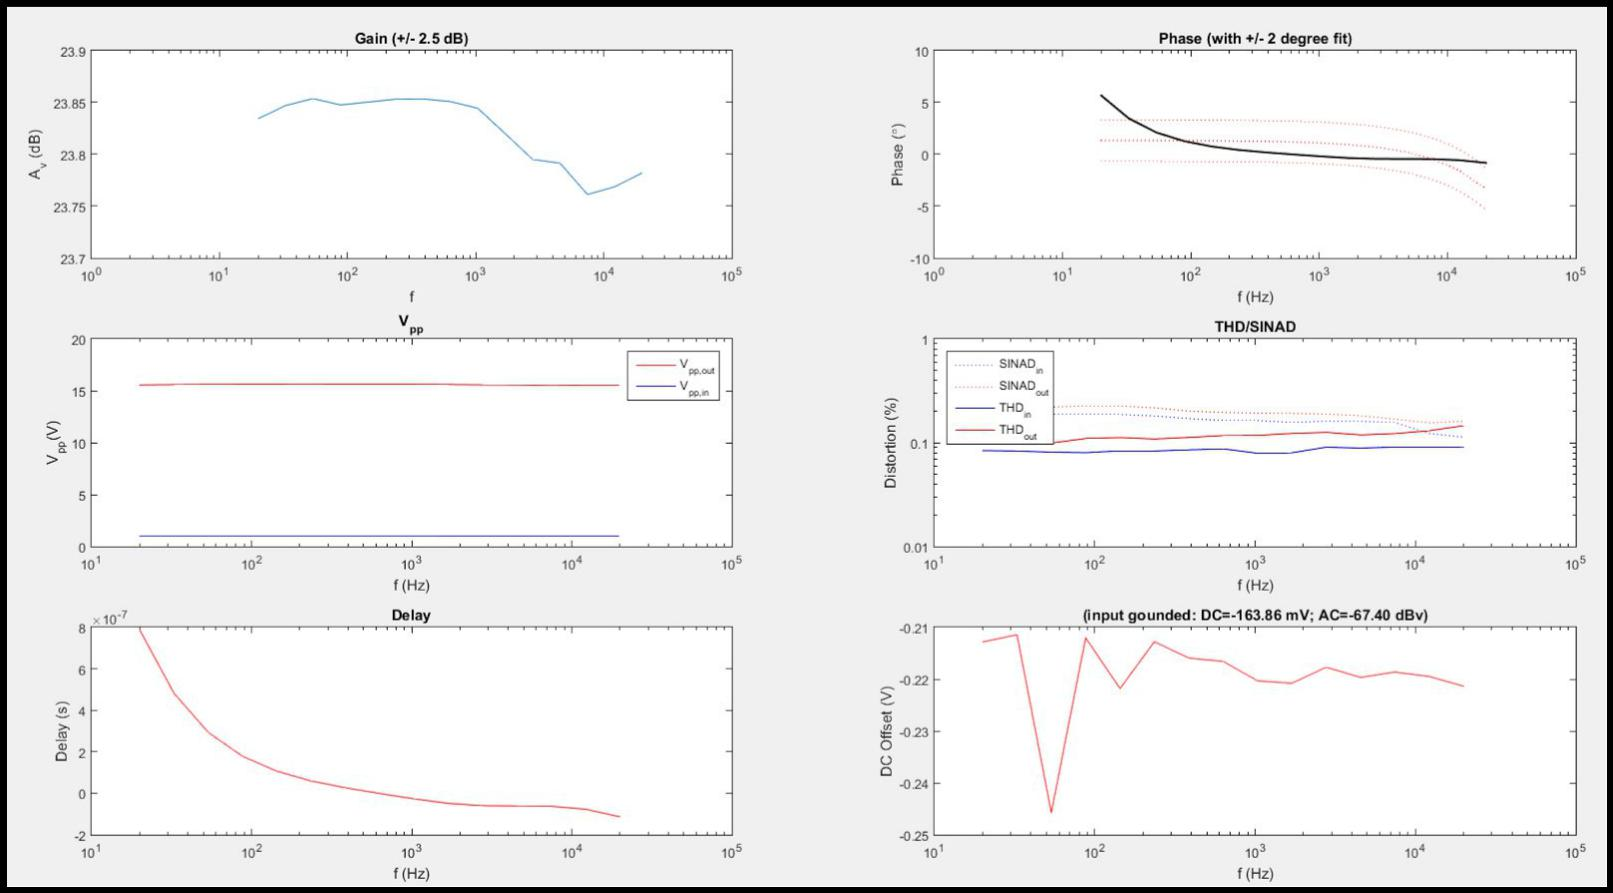 Gain (+/- 2.5 dB)
23.9
23.85
23.8
23.75
23.7
A_v (dB)
10^0
10^1
10^2
10^3
10^4
10^5
f
Phase (with +/- 2 degree fit)
10
5
0
-5
-10
Phase (°)
10^0
10^1
10^2
10^3
10^4
10^5
f (Hz)
V_pp
20
15
10
5
0
V_pp(V)
V_pp,out
V_pp,in
10^1
10^2
10^3
10^4
10^5
f (Hz)
THD/SINAD
1
0.1
0.01
Distortion (%)
SINAD_in
SINAD_out
THD_in
THD_out
10^1
10^2
10^3
10^4
10^5
f (Hz)
Delay
×10^-7
8
6
4
2
0
-2
Delay (s)
10^1
10^2
10^3
10^4
10^5
f (Hz)
(input gounded: DC=-163.86 mV; AC=-67.40 dBv)
-0.21
-0.22
-0.23
-0.24
-0.25
DC Offset (V)
10^1
10^2
10^3
10^4
10^5
f (Hz)